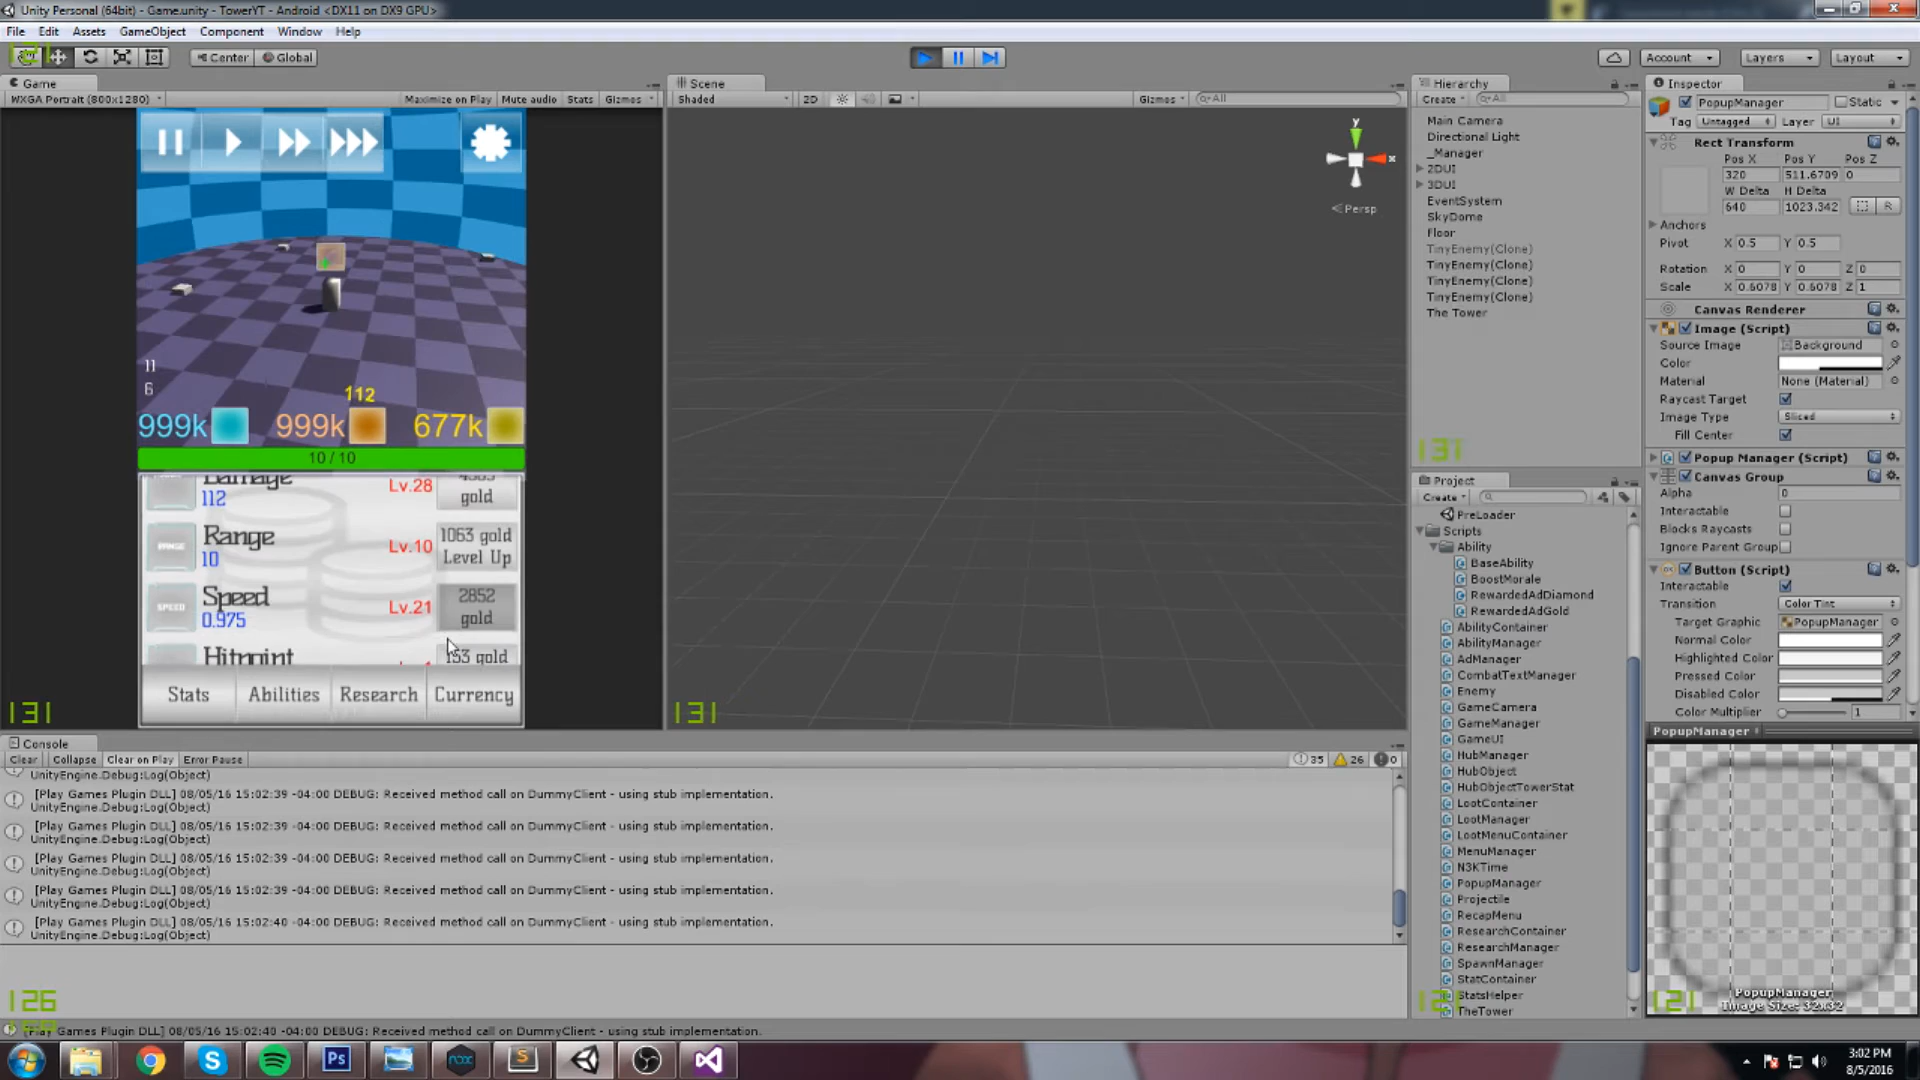 Unity Personal (64bit) - Game.unity - TowerYT - Android <DX11 on DX9 GPU>
File Edit Assets GameObject Component Window Help
Center Global Account Layers Layout
Game
WXGA Portrait (800x1280) Maximize on Play Mute audio Stats Gizmos
11
6
112
999k 999k 677k
10 / 10
Damage
112
Lv.28
gold
Range
10
Lv.10
1063 gold
Level Up
Speed
0.975
Lv.21
2852
gold
Hitpoint
153 gold
Stats Abilities Research Currency
131
Scene
Shaded 2D Gizmos All
y
x
Persp
131
Hierarchy
Create All
Main Camera
Directional Light
_Manager
2DUI
3DUI
EventSystem
SkyDome
Floor
TinyEnemy(Clone)
TinyEnemy(Clone)
TinyEnemy(Clone)
TinyEnemy(Clone)
The Tower
131
Project
Create
PreLoader
Scripts
Ability
BaseAbility
BoostMorale
RewardedAdDiamond
RewardedAdGold
AbilityContainer
AbilityManager
AdManager
CombatTextManager
Enemy
GameCamera
GameManager
GameUI
HubManager
HubObject
HubObjectTowerStat
LootContainer
LootManager
LootMenuContainer
MenuManager
N3KTime
PopupManager
Projectile
RecapMenu
ResearchContainer
ResearchManager
SpawnManager
StatContainer
StatsHelper
TheTower
121
Inspector
PopupManager Static
Tag Untagged Layer UI
Rect Transform
Pos X Pos Y Pos Z
320 511.6709 0
W Delta H Delta
640 1023.342 R
Anchors
Pivot X 0.5 Y 0.5
Rotation X 0 Y 0 Z 0
Scale X 0.6078 Y 0.6078 Z 1
Canvas Renderer
Image (Script)
Source Image Background
Color
Material None (Material)
Raycast Target
Image Type Sliced
Fill Center
Popup Manager (Script)
Canvas Group
Alpha 0
Interactable
Blocks Raycasts
Ignore Parent Group
Button (Script)
Interactable
Transition Color Tint
Target Graphic PopupManager
Normal Color
Highlighted Color
Pressed Color
Disabled Color
Color Multiplier 1
PopupManager
PopupManager
Image Size: 32x32
121
Console
Clear Collapse Clear on Play Error Pause 35 26 0
UnityEngine.Debug:Log(Object)
[Play Games Plugin DLL] 08/05/16 15:02:39 -04:00 DEBUG: Received method call on DummyClient - using stub implementation.
UnityEngine.Debug:Log(Object)
[Play Games Plugin DLL] 08/05/16 15:02:39 -04:00 DEBUG: Received method call on DummyClient - using stub implementation.
UnityEngine.Debug:Log(Object)
[Play Games Plugin DLL] 08/05/16 15:02:39 -04:00 DEBUG: Received method call on DummyClient - using stub implementation.
UnityEngine.Debug:Log(Object)
[Play Games Plugin DLL] 08/05/16 15:02:39 -04:00 DEBUG: Received method call on DummyClient - using stub implementation.
UnityEngine.Debug:Log(Object)
[Play Games Plugin DLL] 08/05/16 15:02:40 -04:00 DEBUG: Received method call on DummyClient - using stub implementation.
UnityEngine.Debug:Log(Object)
126
[Play Games Plugin DLL] 08/05/16 15:02:40 -04:00 DEBUG: Received method call on DummyClient - using stub implementation.
Ps
nox
S
3:02 PM
8/5/2016